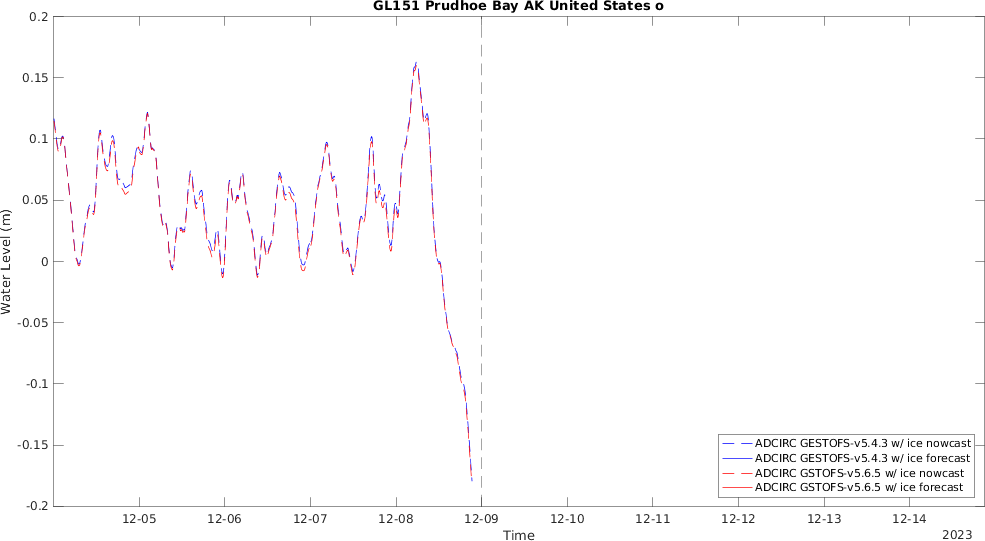 GL151 Prudhoe Bay AK United States o
Water Level (m)
0.2
0.15
0.1
0.05
0
-0.05
-0.1
-0.15
-0.2
ADCIRC GESTOFS-v5.4.3 w/ ice nowcast
ADCIRC GESTOFS-v5.4.3 w/ ice forecast
ADCIRC GSTOFS-v5.6.5 w/ ice nowcast
ADCIRC GSTOFS-v5.6.5 w/ ice forecast
12-05 12-06 12-07 12-08 12-09 12-10 12-11 12-12 12-13 12-14
Time
2023